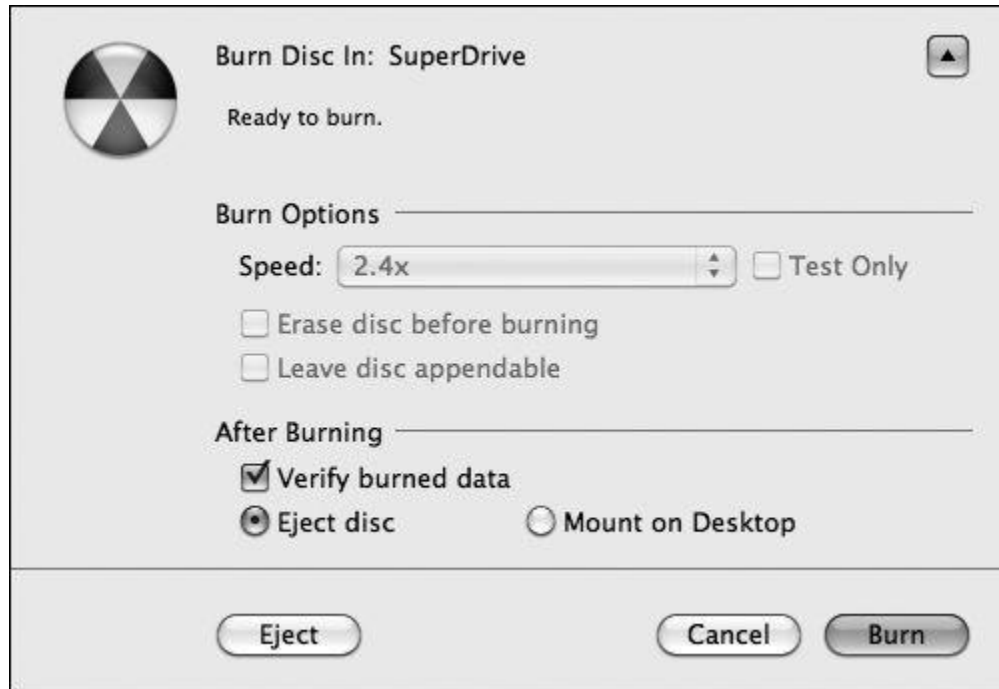 Burn Disc In: SuperDrive
Ready to burn.
Burn Options
Speed: 2.4x Test Only
Erase disc before burning
Leave disc appendable
After Burning
Verify burned data
Eject disc Mount on Desktop
Eject Cancel Burn